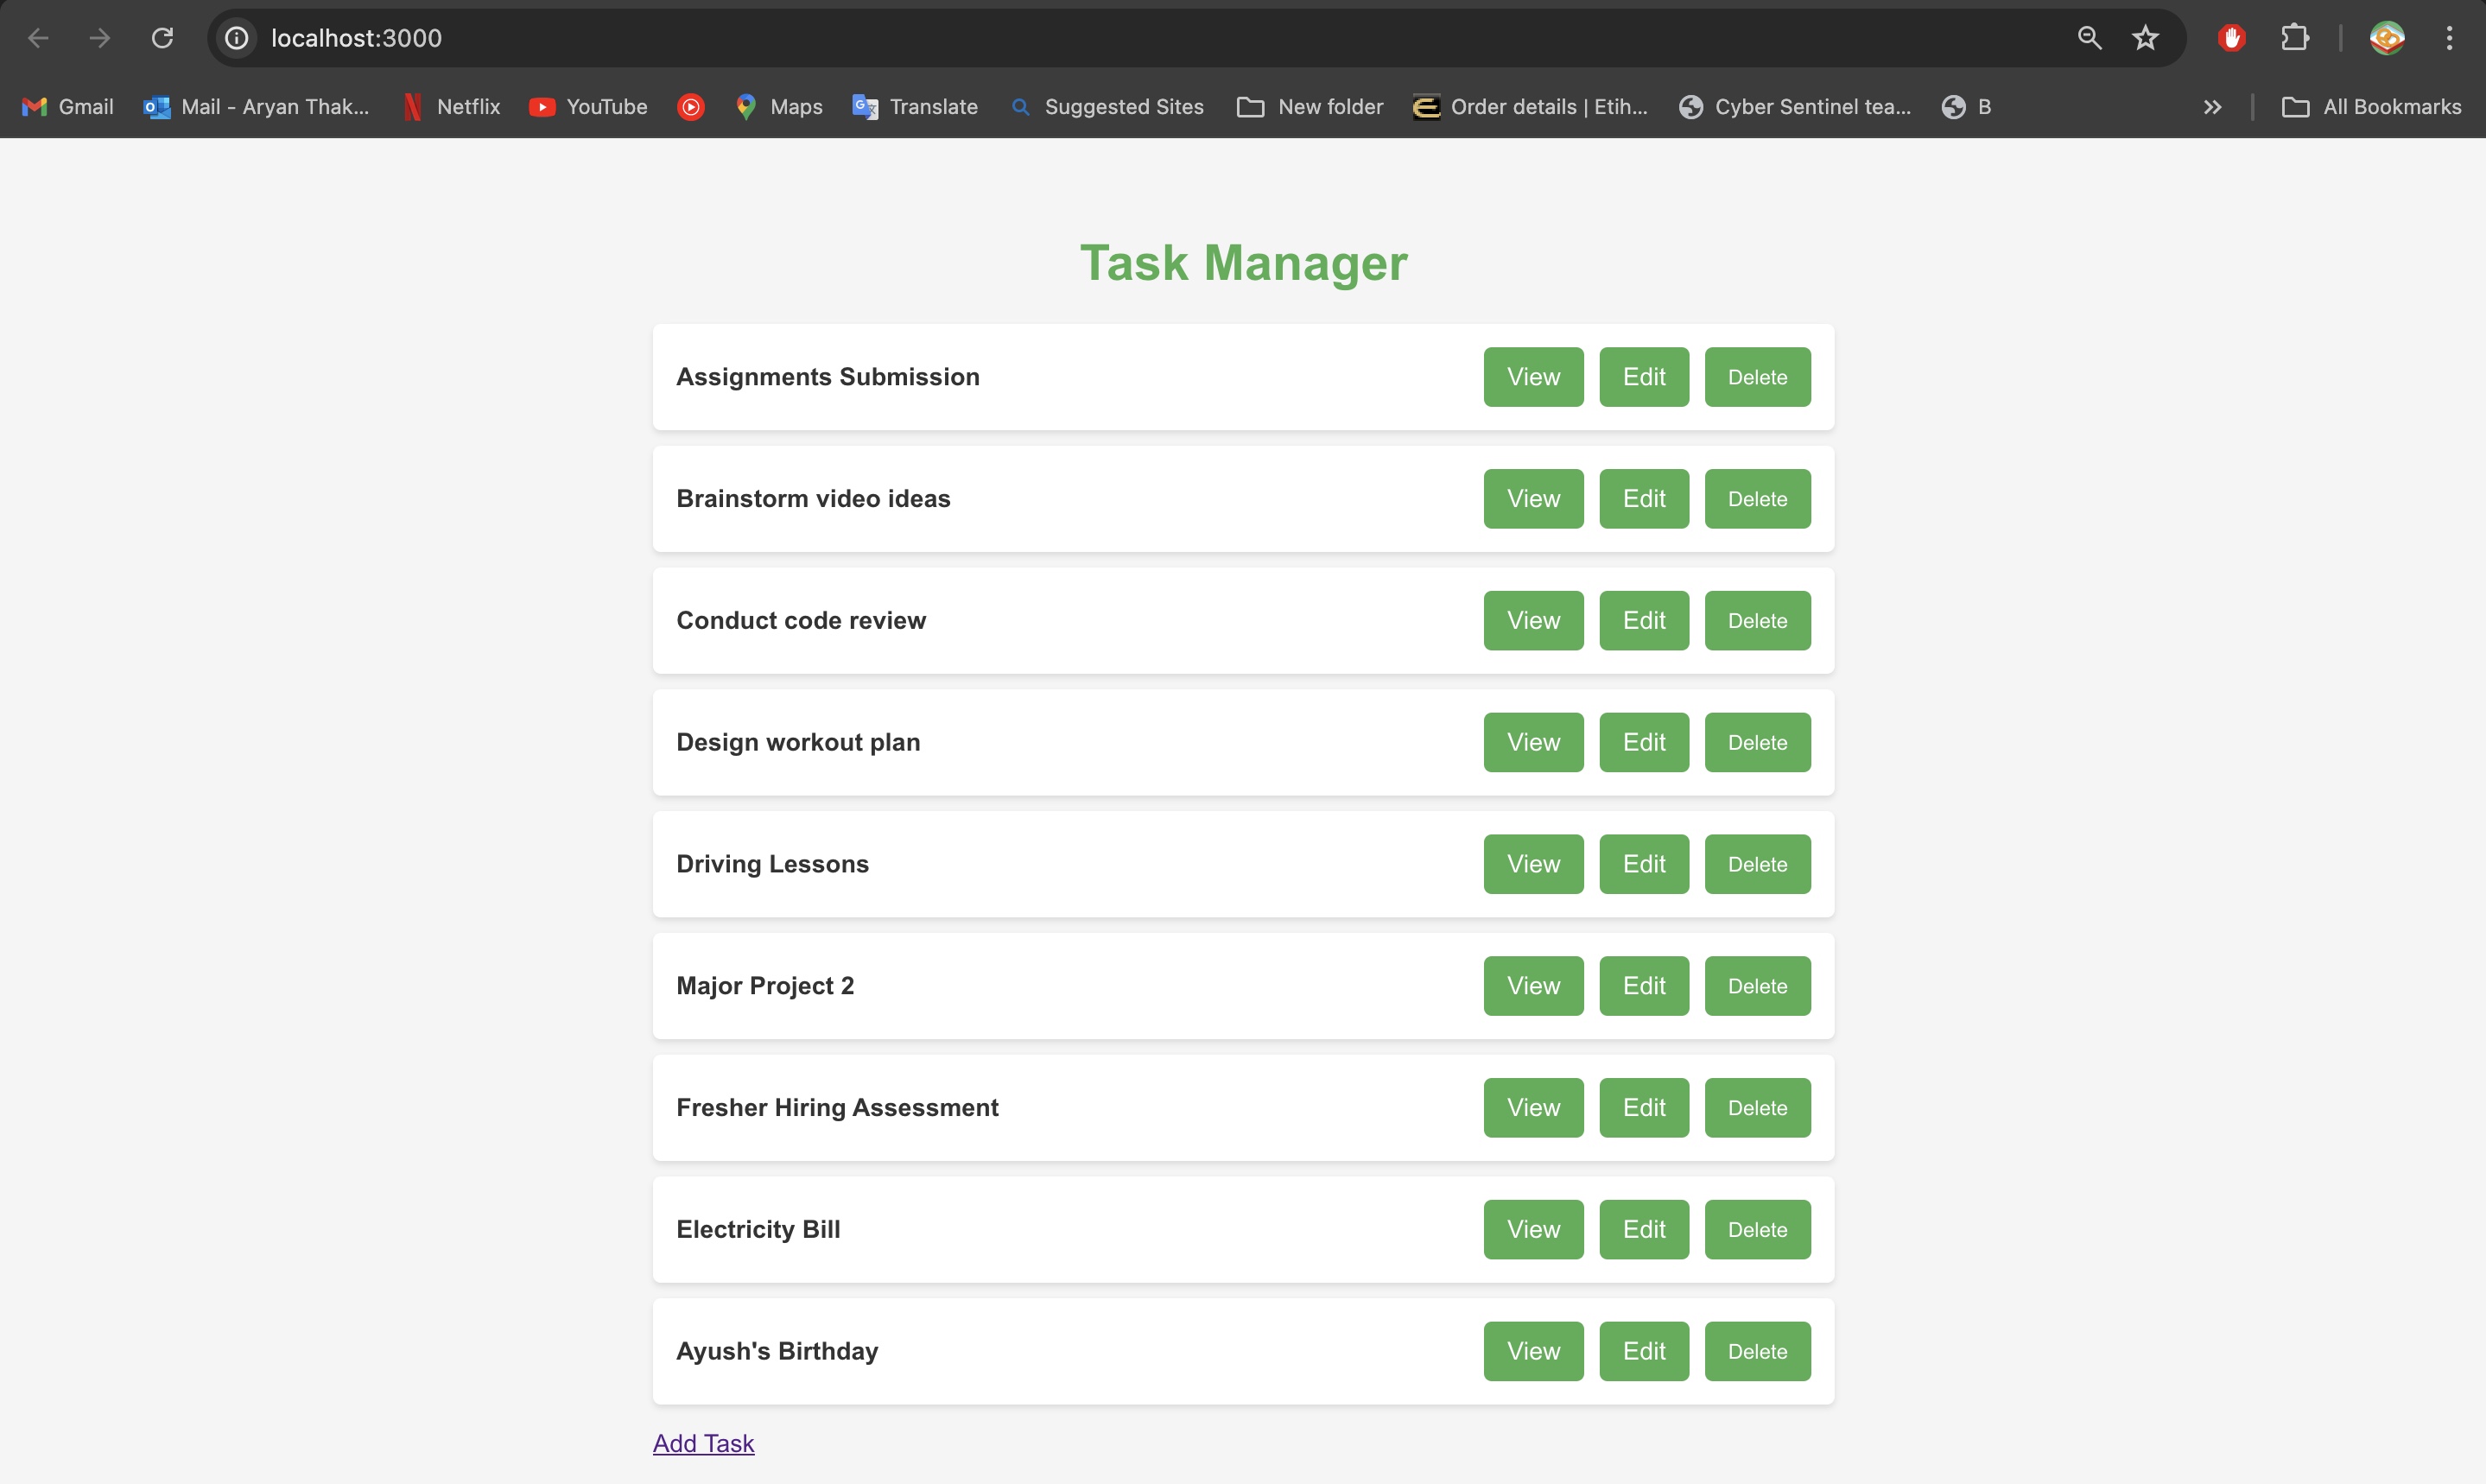 localhost:3000
Gmail Mail - Aryan Thak... Netflix YouTube Maps Translate Suggested Sites New folder Order details | Etih... Cyber Sentinel tea... B All Bookmarks
Task Manager
Assignments Submission View Edit Delete
Brainstorm video ideas View Edit Delete
Conduct code review View Edit Delete
Design workout plan View Edit Delete
Driving Lessons View Edit Delete
Major Project 2 View Edit Delete
Fresher Hiring Assessment View Edit Delete
Electricity Bill View Edit Delete
Ayush's Birthday View Edit Delete
Add Task